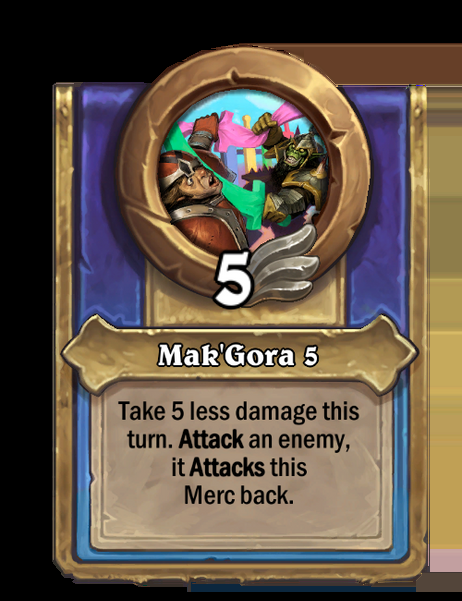 5
Mak'Gora 5
Take 5 less damage this
turn. Attack an enemy,
it Attacks this
Merc back.